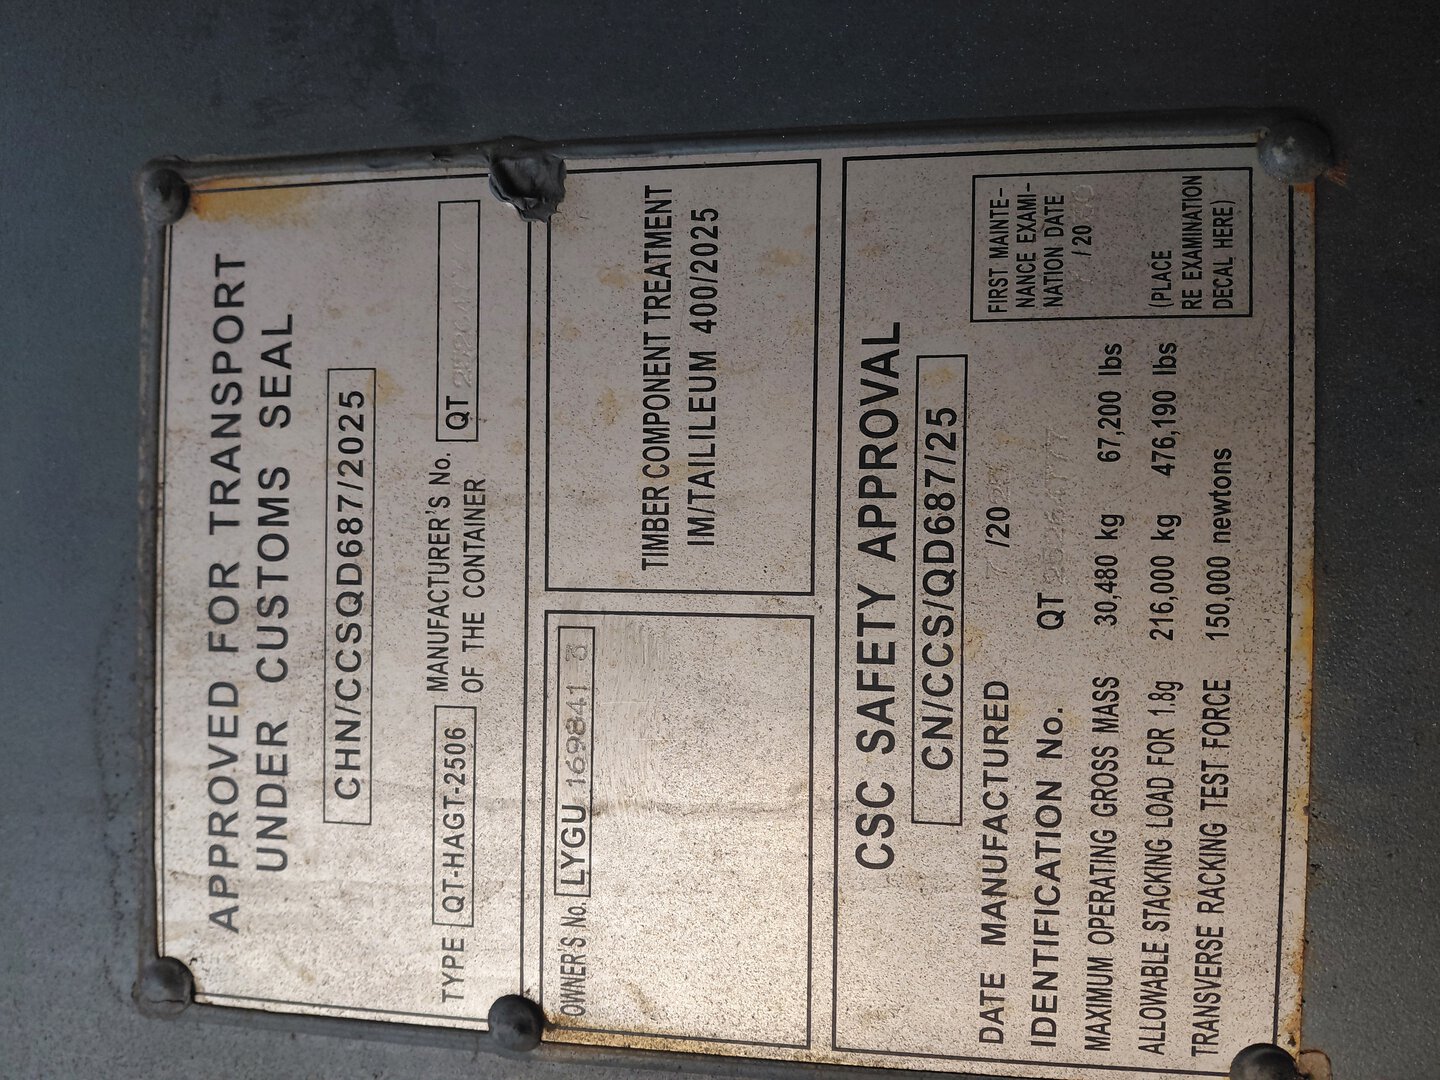 APPROVED FOR TRANSPORT
UNDER CUSTOMS SEAL
CHN/CCSQD687/2025
TYPE QT-HAGT-2506 MANUFACTURER'S No. QT
OF THE CONTAINER
OWNER'S No. LYGU 169841
TIMBER COMPONENT TREATMENT
IM/TAILILEUM 400/2025
CSC SAFETY APPROVAL
CN/CCS/QD687/25
DATE MANUFACTURED /20
IDENTIFICATION No. QT
MAXIMUM OPERATING GROSS MASS 30,480 kg 67,200 lbs
ALLOWABLE STACKING LOAD FOR 1.8g 216,000 kg 476,190 lbs
TRANSVERSE RACKING TEST FORCE 150,000 newtons
FIRST MAINTE-
NANCE EXAMI-
NATION DATE
/20
(PLACE
RE EXAMINATION
DECAL HERE)